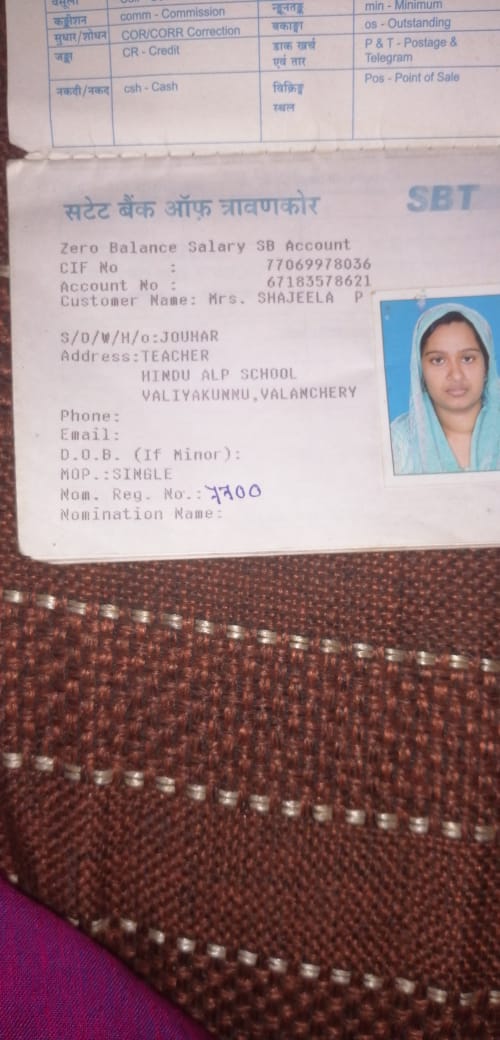 कमीशन comm - Commission
min - Minimum
सुधार/शोधन COR/CORR Correction
बकाया os - Outstanding
जमा CR - Credit
डाक खर्च एवं तार P & T - Postage & Telegram
नकदी/नकद csh - Cash
स्थल Pos - Point of Sale
सटेट बैंक ऑफ़ त्रावणकोर SBT
Zero Balance Salary SB Account
CIF No : 77069978036
Account No : 67183578621
Customer Name: Mrs. SHAJEELA P
S/D/W/H/o:JOUHAR
Address:TEACHER
HINDU ALP SCHOOL
VALIYAKUNNU,VALANCHERY
Phone:
Email:
D.O.B. (If Minor):
MOP.:SINGLE
Nom. Reg. No.: 7700
Nomination Name: